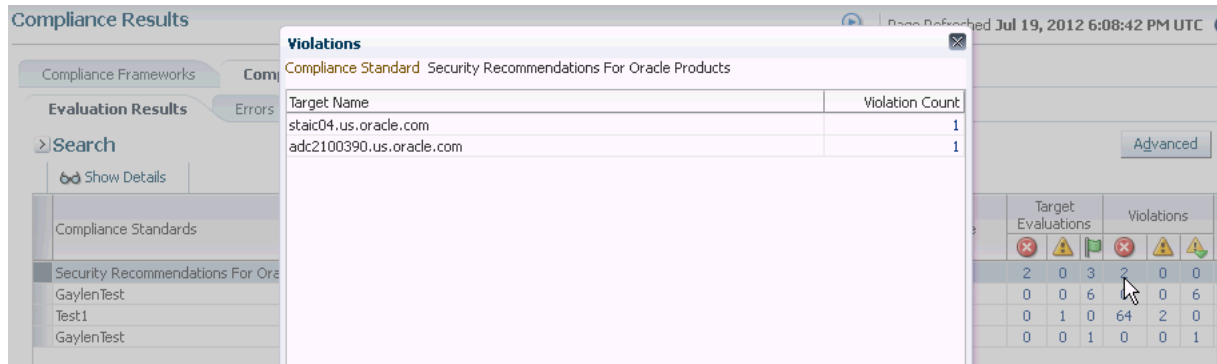 Compliance Results
Page Refreshed Jul 19, 2012 6:08:42 PM UTC
Violations
Compliance Standard Security Recommendations For Oracle Products
Target Name Violation Count
staic04.us.oracle.com 1
adc2100390.us.oracle.com 1
Compliance Frameworks
Evaluation Results Errors
Search
Advanced
Show Details
Compliance Standards
Target Evaluations Violations
Security Recommendations For 2 0 3 2 0 0
GaylenTest 0 0 6 0 6
Test1 0 1 0 64 2 0
GaylenTest 0 0 1 0 0 1